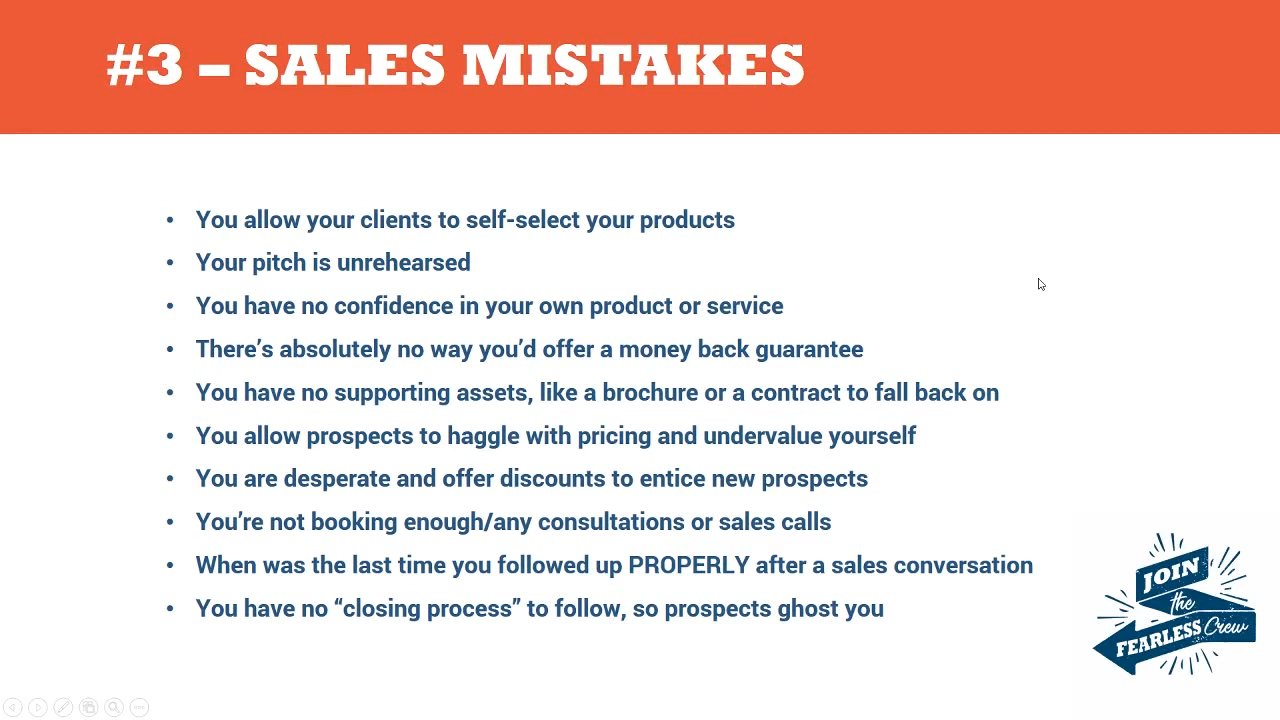 #3 – SALES MISTAKES
• You allow your clients to self-select your products
• Your pitch is unrehearsed
• You have no confidence in your own product or service
• There’s absolutely no way you’d offer a money back guarantee
• You have no supporting assets, like a brochure or a contract to fall back on
• You allow prospects to haggle with pricing and undervalue yourself
• You are desperate and offer discounts to entice new prospects
• You’re not booking enough/any consultations or sales calls
• When was the last time you followed up PROPERLY after a sales conversation
• You have no “closing process” to follow, so prospects ghost you
JOIN
the
FEARLESS Crew